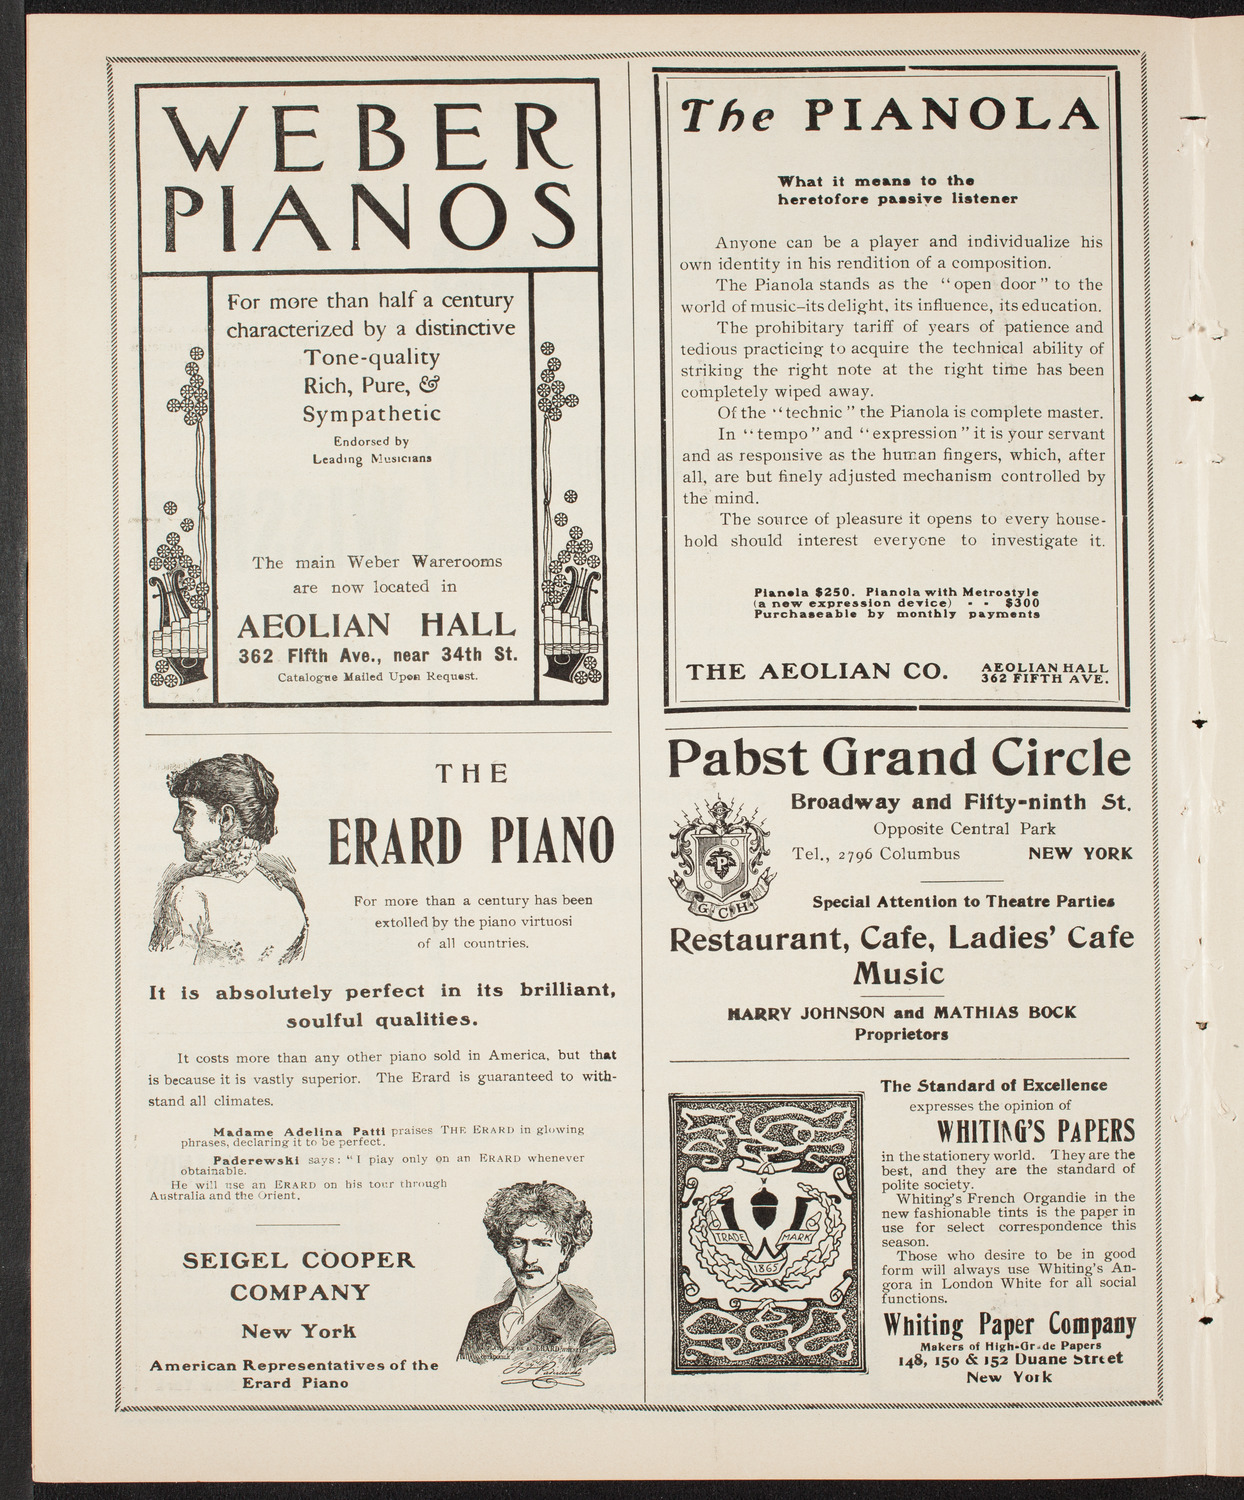 WEBER
PIANOS
For more than half a century
characterized by a distinctive
Tone-quality
Rich, Pure, &
Sympathetic
Endorsed by
Leading Musicians
The main Weber Warerooms
are now located in
AEOLIAN HALL
362 Fifth Ave., near 34th St.
Catalogue Mailed Upon Request.
THE
ERARD PIANO
For more than a century has been
extolled by the piano virtuosi
of all countries.
It is absolutely perfect in its brilliant,
soulful qualities.
It costs more than any other piano sold in America, but that
is because it is vastly superior. The Erard is guaranteed to with-
stand all climates.
Madame Adelina Patti praises THE ERARD in glowing
phrases, declaring it to be perfect.
Paderewski says: "I play only on an ERARD whenever
obtainable.
He will use an ERARD on his tour through
Australia and the Orient.
SEIGEL COOPER
COMPANY
New York
American Representatives of the
Erard Piano
The PIANOLA
What it means to the
heretofore passive listener
Anyone can be a player and individualize his
own identity in his rendition of a composition.
The Pianola stands as the "open door" to the
world of music—its delight, its influence, its education.
The prohibitary tariff of years of patience and
tedious practicing to acquire the technical ability of
striking the right note at the right time has been
completely wiped away.
Of the "technic" the Pianola is complete master.
In "tempo" and "expression" it is your servant
and as responsive as the human fingers, which, after
all, are but finely adjusted mechanism controlled by
the mind.
The source of pleasure it opens to every house-
hold should interest everyone to investigate it.
Pianola $250. Pianola with Metrostyle
(a new expression device) - - $300
Purchaseable by monthly payments
THE AEOLIAN CO.
AEOLIAN HALL
362 FIFTH AVE.
Pabst Grand Circle
Broadway and Fifty-ninth St.
Opposite Central Park
Tel., 2796 Columbus NEW YORK
P
G·C·H
Special Attention to Theatre Parties
Restaurant, Cafe, Ladies' Cafe
Music
HARRY JOHNSON and MATHIAS BOCK
Proprietors
TRADE MARK
W
1865
The Standard of Excellence
expresses the opinion of
WHITING'S PAPERS
in the stationery world. They are the
best, and they are the standard of
polite society.
Whiting's French Organdie in the
new fashionable tints is the paper in
use for select correspondence this
season.
Those who desire to be in good
form will always use Whiting's An-
gora in London White for all social
functions.
Whiting Paper Company
Makers of High-Grade Papers
148, 150 & 152 Duane Street
New York